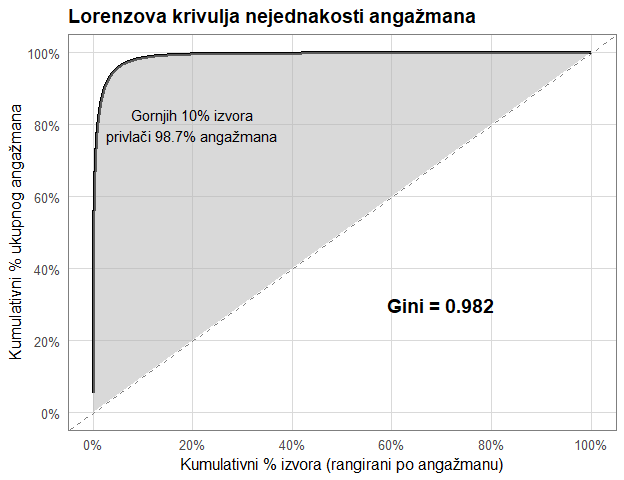 Lorenzova krivulja nejednakosti angažmana
100%
80%
60%
40%
20%
0%
Kumulativni % ukupnog angažmana
Gornjih 10% izvora
privlači 98.7% angažmana
Gini = 0.982
0%
20%
40%
60%
80%
100%
Kumulativni % izvora (rangirani po angažmanu)